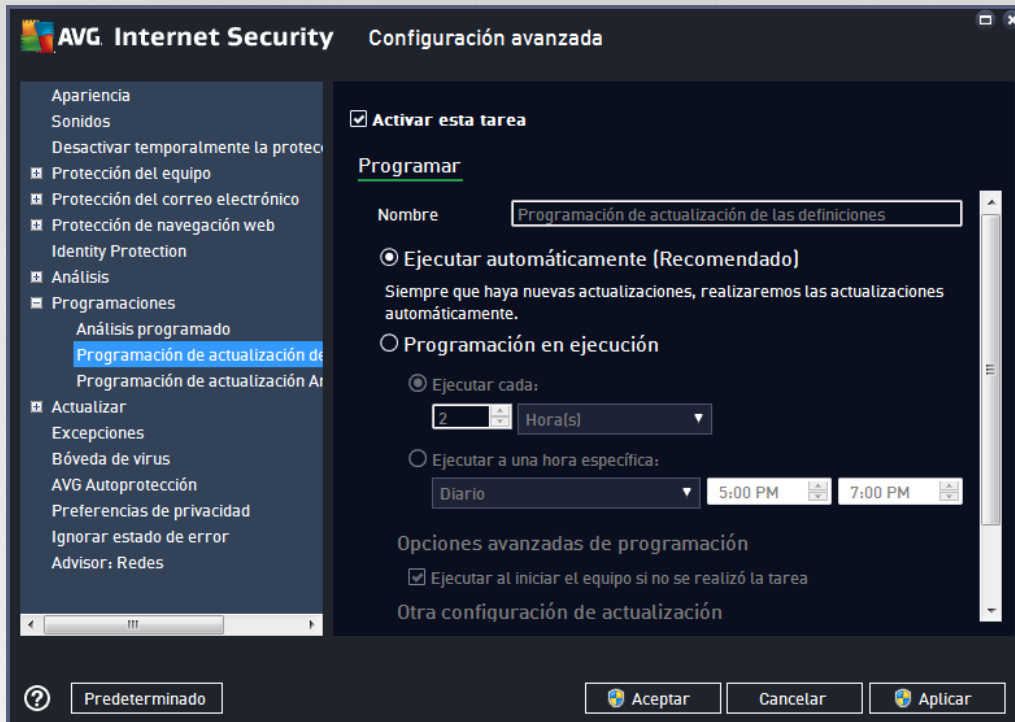 AVG Internet Security
Configuración avanzada
Apariencia
Sonidos
Desactivar temporalmente la protec
Protección del equipo
Protección del correo electrónico
Protección de navegación web
Identity Protection
Análisis
Programaciones
Análisis programado
Programación de actualización de
Programación de actualización An
Actualizar
Excepciones
Bóveda de virus
AVG Autoprotección
Preferencias de privacidad
Ignorar estado de error
Advisor: Redes
Activar esta tarea
Programar
Nombre
Programación de actualización de las definiciones
Ejecutar automáticamente (Recomendado)
Siempre que haya nuevas actualizaciones, realizaremos las actualizaciones
automáticamente.
Programación en ejecución
Ejecutar cada:
2 Hora(s)
Ejecutar a una hora específica:
Diario 5:00 PM 7:00 PM
Opciones avanzadas de programación
Ejecutar al iniciar el equipo si no se realizó la tarea
Otra configuración de actualización
? Predeterminado Aceptar Cancelar Aplicar